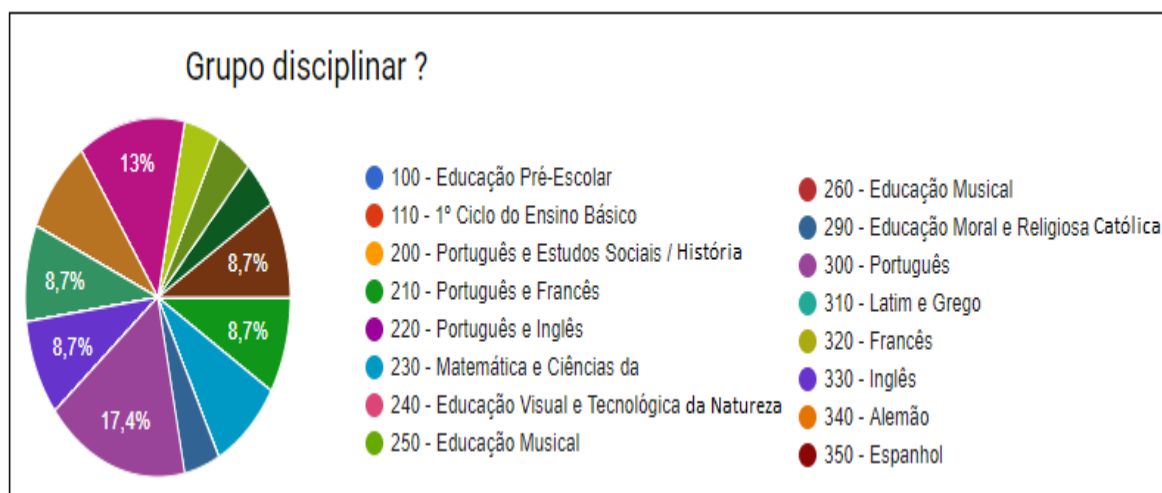 Grupo disciplinar ?
13%
8,7%
8,7%
8,7%
8,7%
17,4%
100 - Educação Pré-Escolar
110 - 1º Ciclo do Ensino Básico
200 - Português e Estudos Sociais / História
210 - Português e Francês
220 - Português e Inglês
230 - Matemática e Ciências da
240 - Educação Visual e Tecnológica da Natureza
250 - Educação Musical
260 - Educação Musical
290 - Educação Moral e Religiosa Católica
300 - Português
310 - Latim e Grego
320 - Francês
330 - Inglês
340 - Alemão
350 - Espanhol